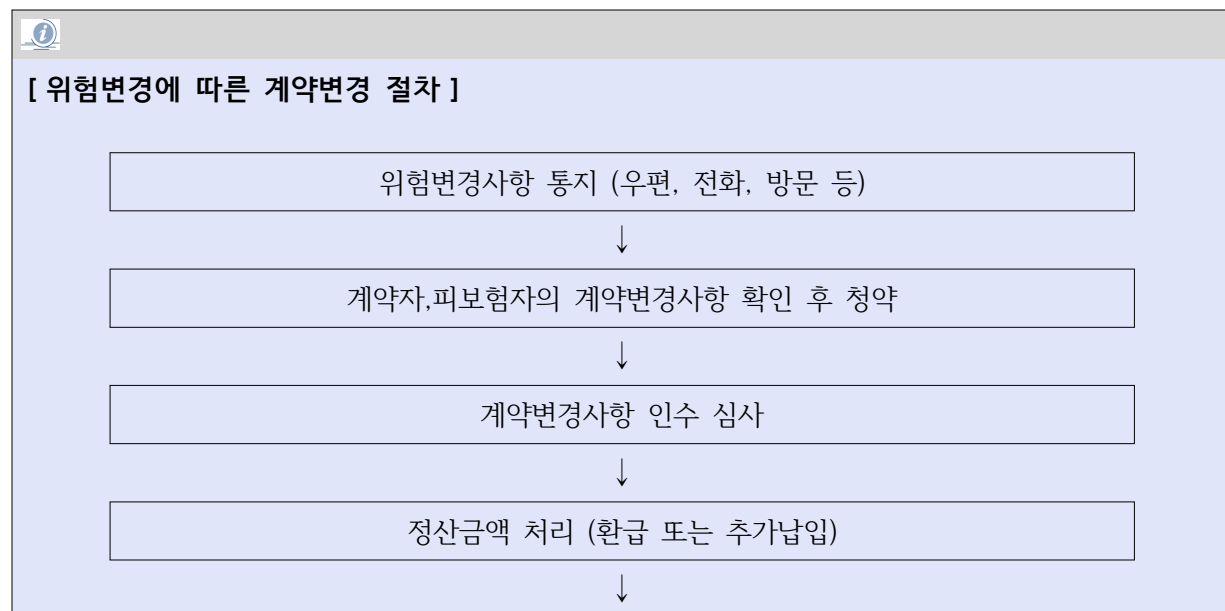 [ 위험변경에 따른 계약변경 절차 ]
위험변경사항 통지 (우편, 전화, 방문 등)
↓
계약자,피보험자의 계약변경사항 확인 후 청약
↓
계약변경사항 인수 심사
↓
정산금액 처리 (환급 또는 추가납입)
↓